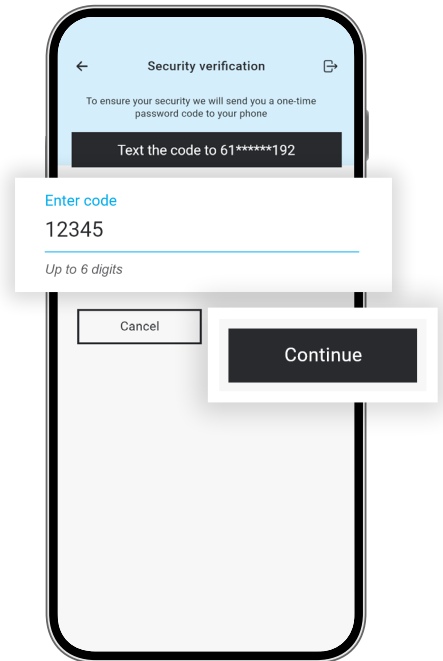 Security verification
To ensure your security we will send you a one-time
password code to your phone
Text the code to 61******192
Enter code
12345
Up to 6 digits
Cancel
Continue